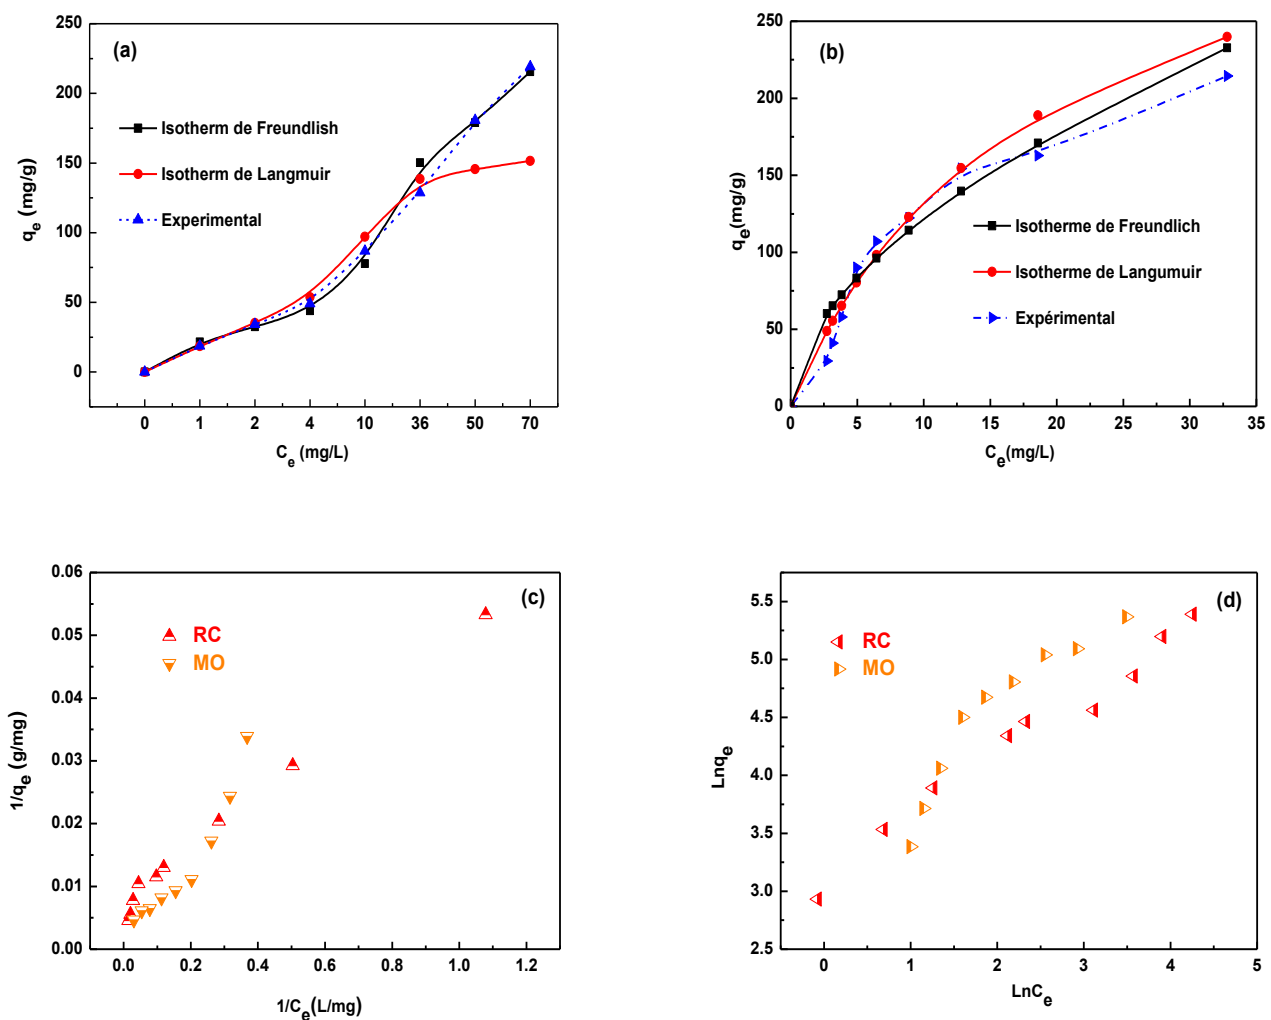 (a)
250
200
150
100
50
0
qe (mg/g)
Isotherm de Freundlish
Isotherm de Langmuir
Experimental
0 1 2 4 10 36 50 70
Ce (mg/L)
(b)
250
200
150
100
50
0
qe(mg/g)
Isotherme de Freundlich
Isotherme de Langumuir
Expérimental
0 5 10 15 20 25 30 35
Ce(mg/L)
(c)
0.06
0.05
0.04
0.03
0.02
0.01
0.00
1/qe (g/mg)
RC
MO
0.0 0.2 0.4 0.6 0.8 1.0 1.2
1/Ce(L/mg)
(d)
5.5
5.0
4.5
4.0
3.5
3.0
2.5
Lnqe
RC
MO
0 1 2 3 4 5
LnCe